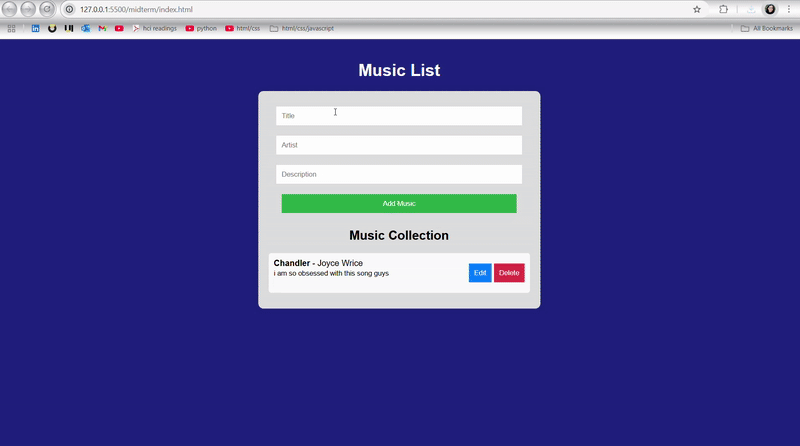 127.0.0.1:5500/midterm/index.html
hci readings python html/css html/css/javascript All Bookmarks
Music List
Title
Artist
Description
Add Music
Music Collection
Chandler - Joyce Wrice
i am so obsessed with this song guys
Edit Delete